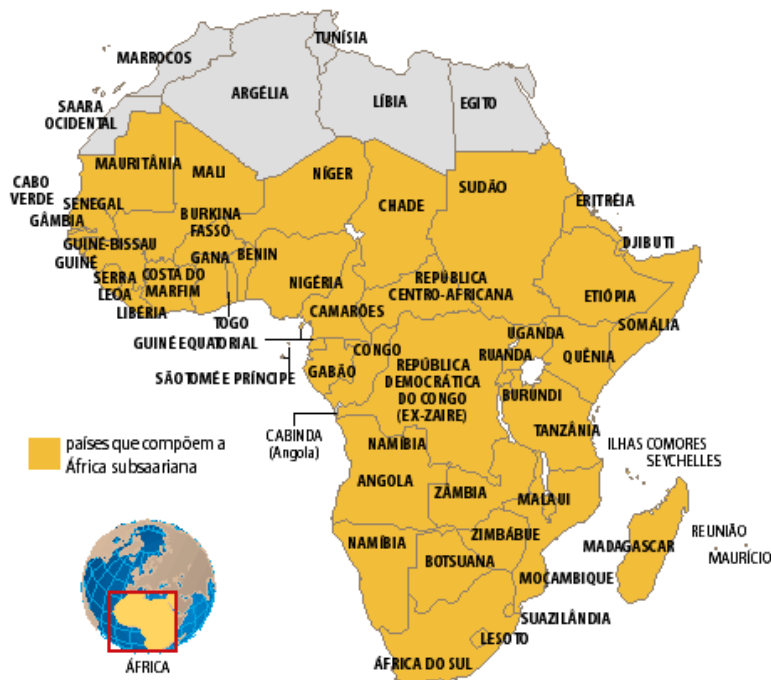 TUNÍSIA
MARROCOS
ARGÉLIA
LÍBIA
EGITO
SAARA
OCIDENTAL
MAURITÂNIA
MALI
NÍGER
CHADE
SUDÃO
CABO
VERDE
SENEGAL
GÂMBIA
BURKINA
FASSO
ERITRÉIA
GUINÉ-BISSAU
GUINÉ
GANA
BENIN
DJIBUTI
SERRA
LEOA
COSTA DO
MARFIM
NIGÉRIA
REPÚBLICA
CENTRO-AFRICANA
ETIÓPIA
LIBÉRIA
TOGO
CAMARÕES
SOMÁLIA
GUINÉ EQUATORIAL
CONGO
UGANDA
RUANDA
QUÊNIA
SÃO TOMÉ E PRÍNCIPE
GABÃO
REPÚBLICA
DEMOCRÁTICA
DO CONGO
(EX-ZAIRE)
BURUNDI
CABINDA
(Angola)
TANZÂNIA
NAMÍBIA
ILHAS COMORES
SEYCHELLES
países que compõem a
África subsaariana
ANGOLA
ZÂMBIA
MALAUI
NAMÍBIA
ZIMBÁBUE
MADAGASCAR
REUNIÃO
MAURÍCIO
BOTSUANA
MOÇAMBIQUE
SUAZILÂNDIA
LESOTO
ÁFRICA DO SUL
ÁFRICA